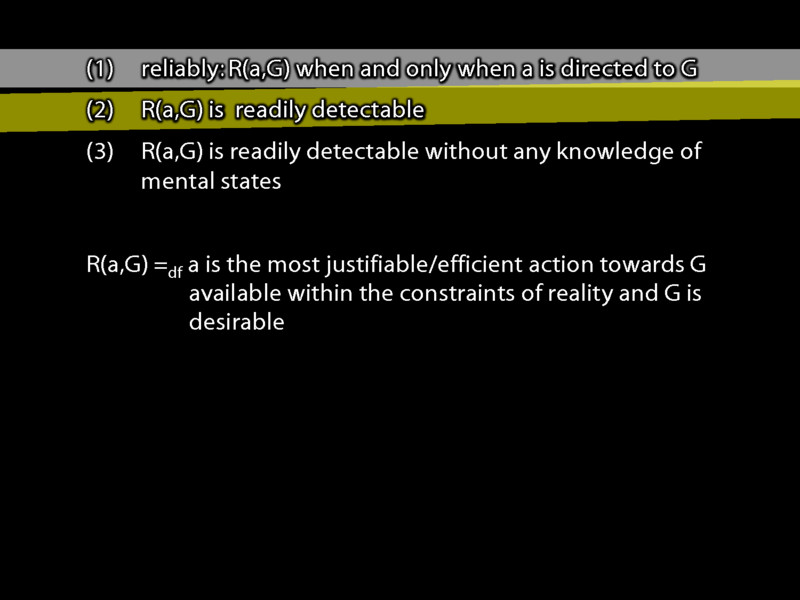 (1) reliably: R(a,G) when and only when a is directed to G
(2) R(a,G) is readily detectable
(3) R(a,G) is readily detectable without any knowledge of
mental states
R(a,G) =df a is the most justifiable/efficient action towards G
available within the constraints of reality and G is
desirable